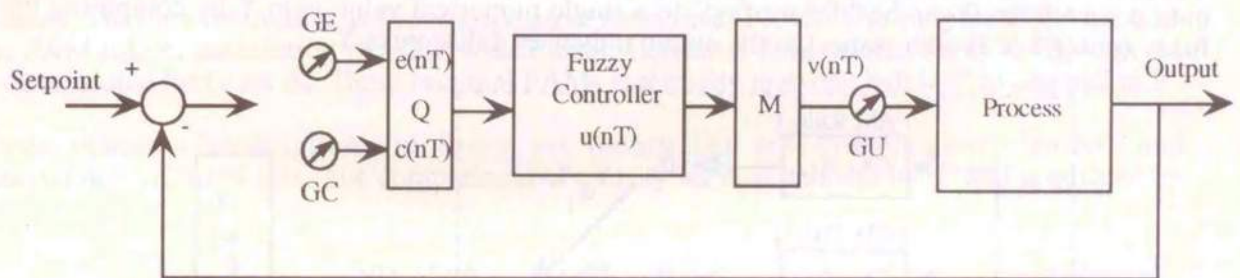 GE
Setpoint
+
-
GC
e(nT)
Q
c(nT)
Fuzzy
Controller
u(nT)
M
v(nT)
GU
Process
Output